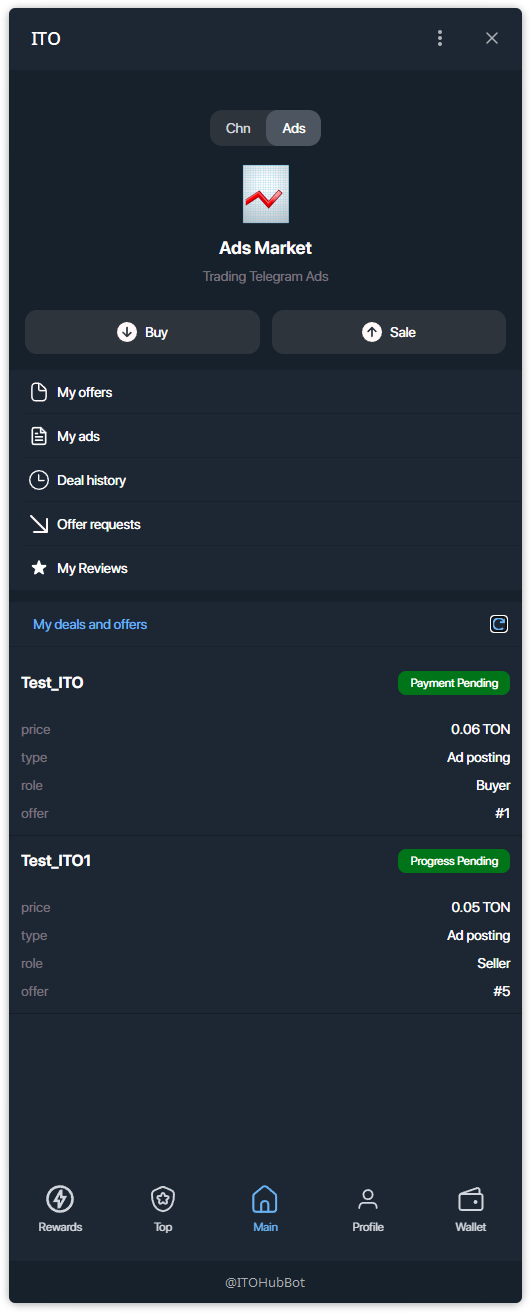 ITO
Chn Ads
Ads Market
Trading Telegram Ads
Buy Sale
My offers
My ads
Deal history
Offer requests
My Reviews
My deals and offers
Test_ITO Payment Pending
price 0.06 TON
type Ad posting
role Buyer
offer #1
Test_ITO1 Progress Pending
price 0.05 TON
type Ad posting
role Seller
offer #5
Rewards Top Main Profile Wallet
@ITOHubBot